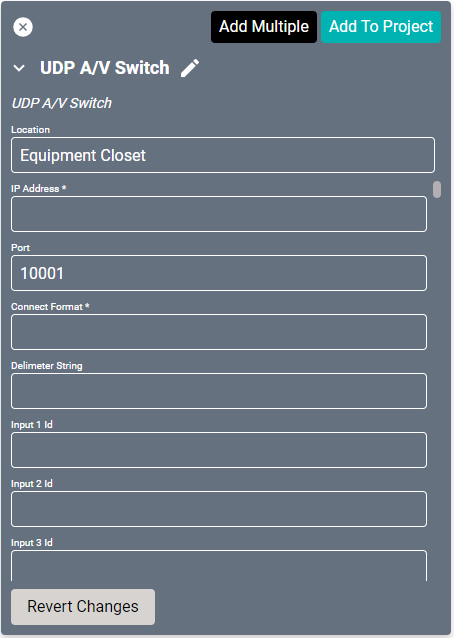 Add Multiple
Add To Project
UDP A/V Switch
UDP A/V Switch
Location
Equipment Closet
IP Address *
Port
10001
Connect Format *
Delimeter String
Input 1 Id
Input 2 Id
Input 3 Id
Revert Changes